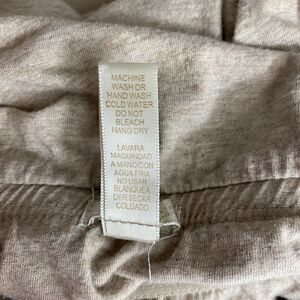 MACHINE
WASH OR
HAND WASH
COLD WATER
DO NOT
BLEACH
HANG DRY
LAVARA
MAQUINDAO
A MANO CON
AGUA FRIA
NO USAR
BLANQUEA
DER SECAR
COLGADO